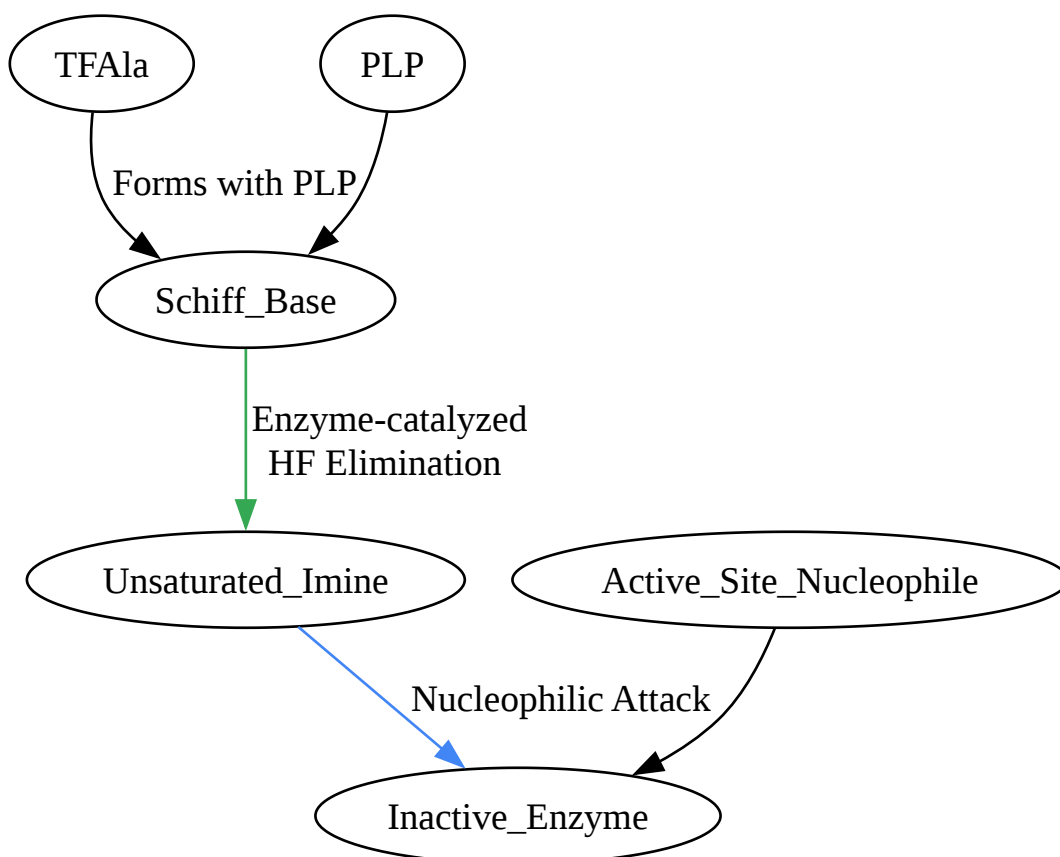 TFAla
PLP
Forms with PLP
Schiff_Base
Enzyme-catalyzed
HF Elimination
Unsaturated_Imine
Active_Site_Nucleophile
Nucleophilic Attack
Inactive_Enzyme